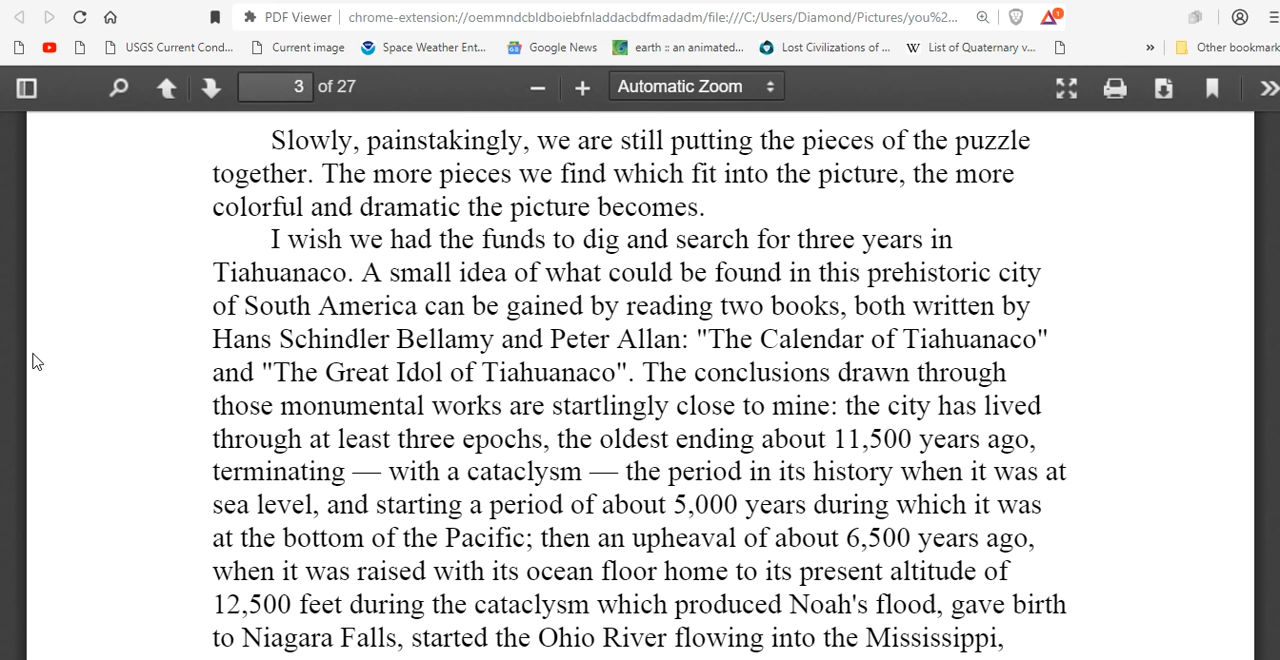 PDF Viewer
chrome-extension://oemmndcbldboiebfnladdacbdfmadadm/file:///C:/Users/Diamond/Pictures/you%2...
1
USGS Current Cond...
Current image
Space Weather Ent...
Google News
earth :: an animated...
Lost Civilizations of ...
W List of Quaternary v...
»
Other bookmark
3 of 27
Automatic Zoom
Slowly, painstakingly, we are still putting the pieces of the puzzle
together. The more pieces we find which fit into the picture, the more
colorful and dramatic the picture becomes.
I wish we had the funds to dig and search for three years in
Tiahuanaco. A small idea of what could be found in this prehistoric city
of South America can be gained by reading two books, both written by
Hans Schindler Bellamy and Peter Allan: "The Calendar of Tiahuanaco"
and "The Great Idol of Tiahuanaco". The conclusions drawn through
those monumental works are startlingly close to mine: the city has lived
through at least three epochs, the oldest ending about 11,500 years ago,
terminating — with a cataclysm — the period in its history when it was at
sea level, and starting a period of about 5,000 years during which it was
at the bottom of the Pacific; then an upheaval of about 6,500 years ago,
when it was raised with its ocean floor home to its present altitude of
12,500 feet during the cataclysm which produced Noah's flood, gave birth
to Niagara Falls, started the Ohio River flowing into the Mississippi,